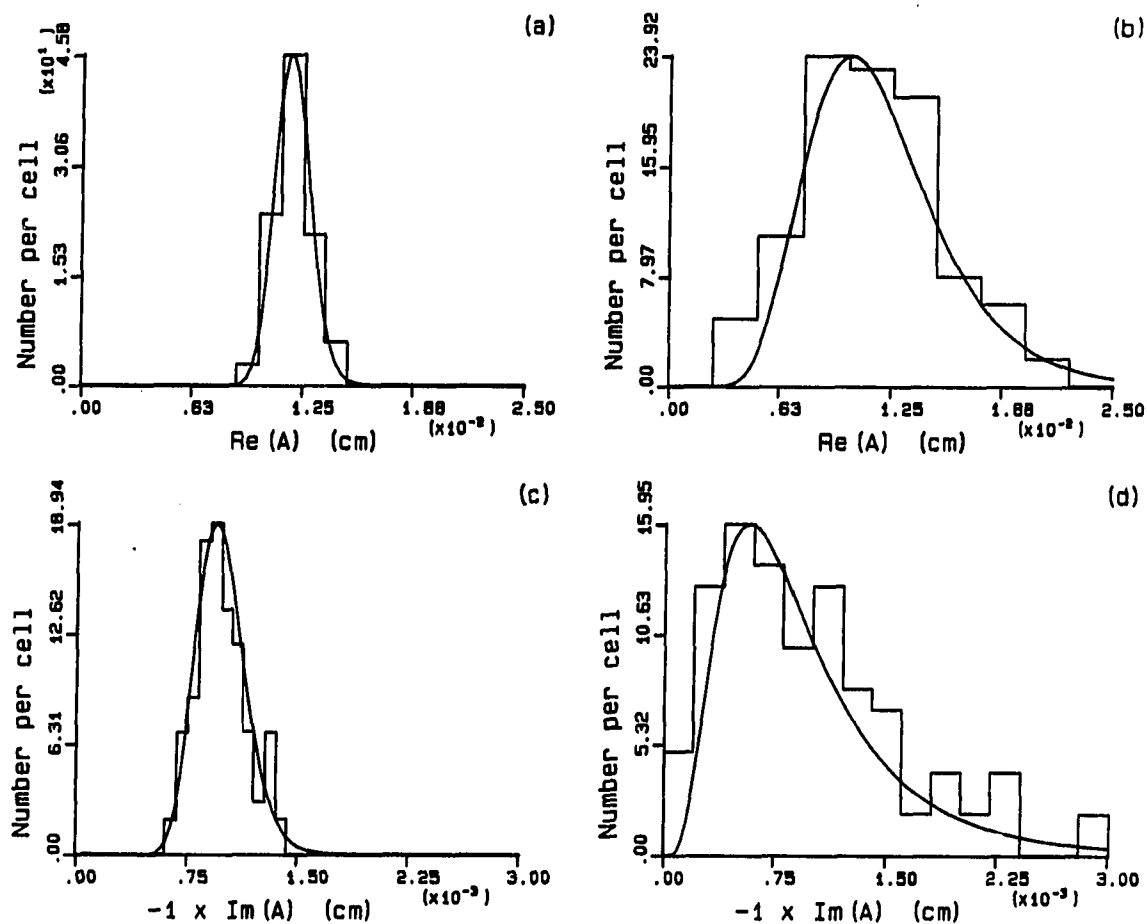 (a)
Number per cell
(x10¹)
4.58
3.06
1.53
.00
.00 .63 1.25 1.88 2.50
Re(A) (cm)
(x10⁻²)
(b)
Number per cell
23.92
15.95
7.97
.00
.00 .63 1.25 1.88 2.50
Re(A) (cm)
(x10⁻²)
(c)
Number per cell
18.94
12.62
6.31
.00
.00 .75 1.50 2.25 3.00
-1 x Im(A) (cm)
(x10⁻³)
(d)
Number per cell
15.95
10.63
5.32
.00
.00 .75 1.50 2.25 3.00
-1 x Im(A) (cm)
(x10⁻³)